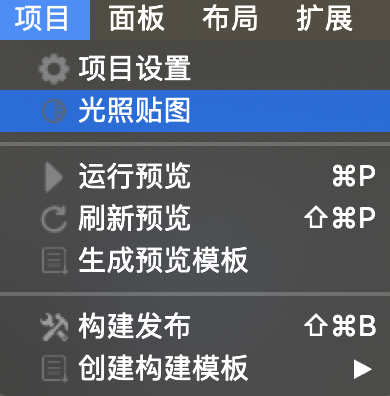 项目 面板 布局 扩展
项目设置
光照贴图
运行预览 ⌘P
刷新预览 ⇧⌘P
生成预览模板
构建发布 ⇧⌘B
创建构建模板 ▶